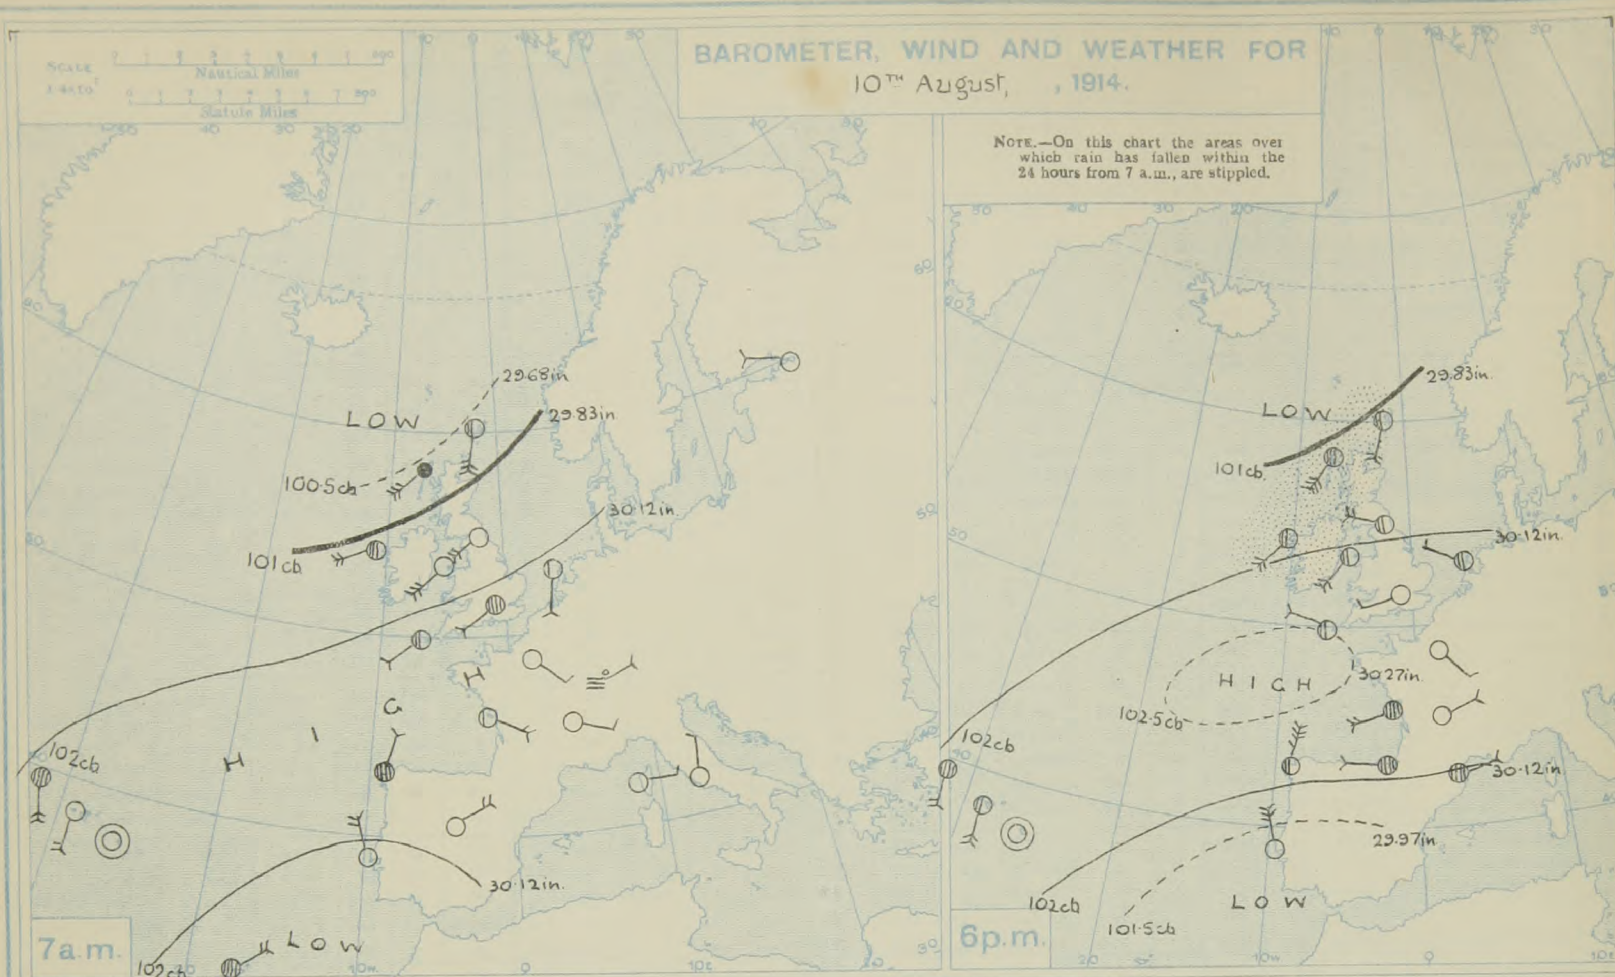 SCALE
Nautical Miles
Statute Miles
BAROMETER, WIND AND WEATHER FOR
10TH August, , 1914.
NOTE.—On this chart the areas over
which rain has fallen within the
24 hours from 7 a.m., are stippled.
29.68in.
LOW
29.83in.
100.5cb
101cb
30.12in.
HIGH
102cb
30.12in.
LOW
102cb
7a.m.
29.83in.
LOW
101cb
30.12in.
HIGH
30.27in.
102.5cb
102cb
30.12in.
29.97in.
102cb
LOW
101.5cb
6p.m.